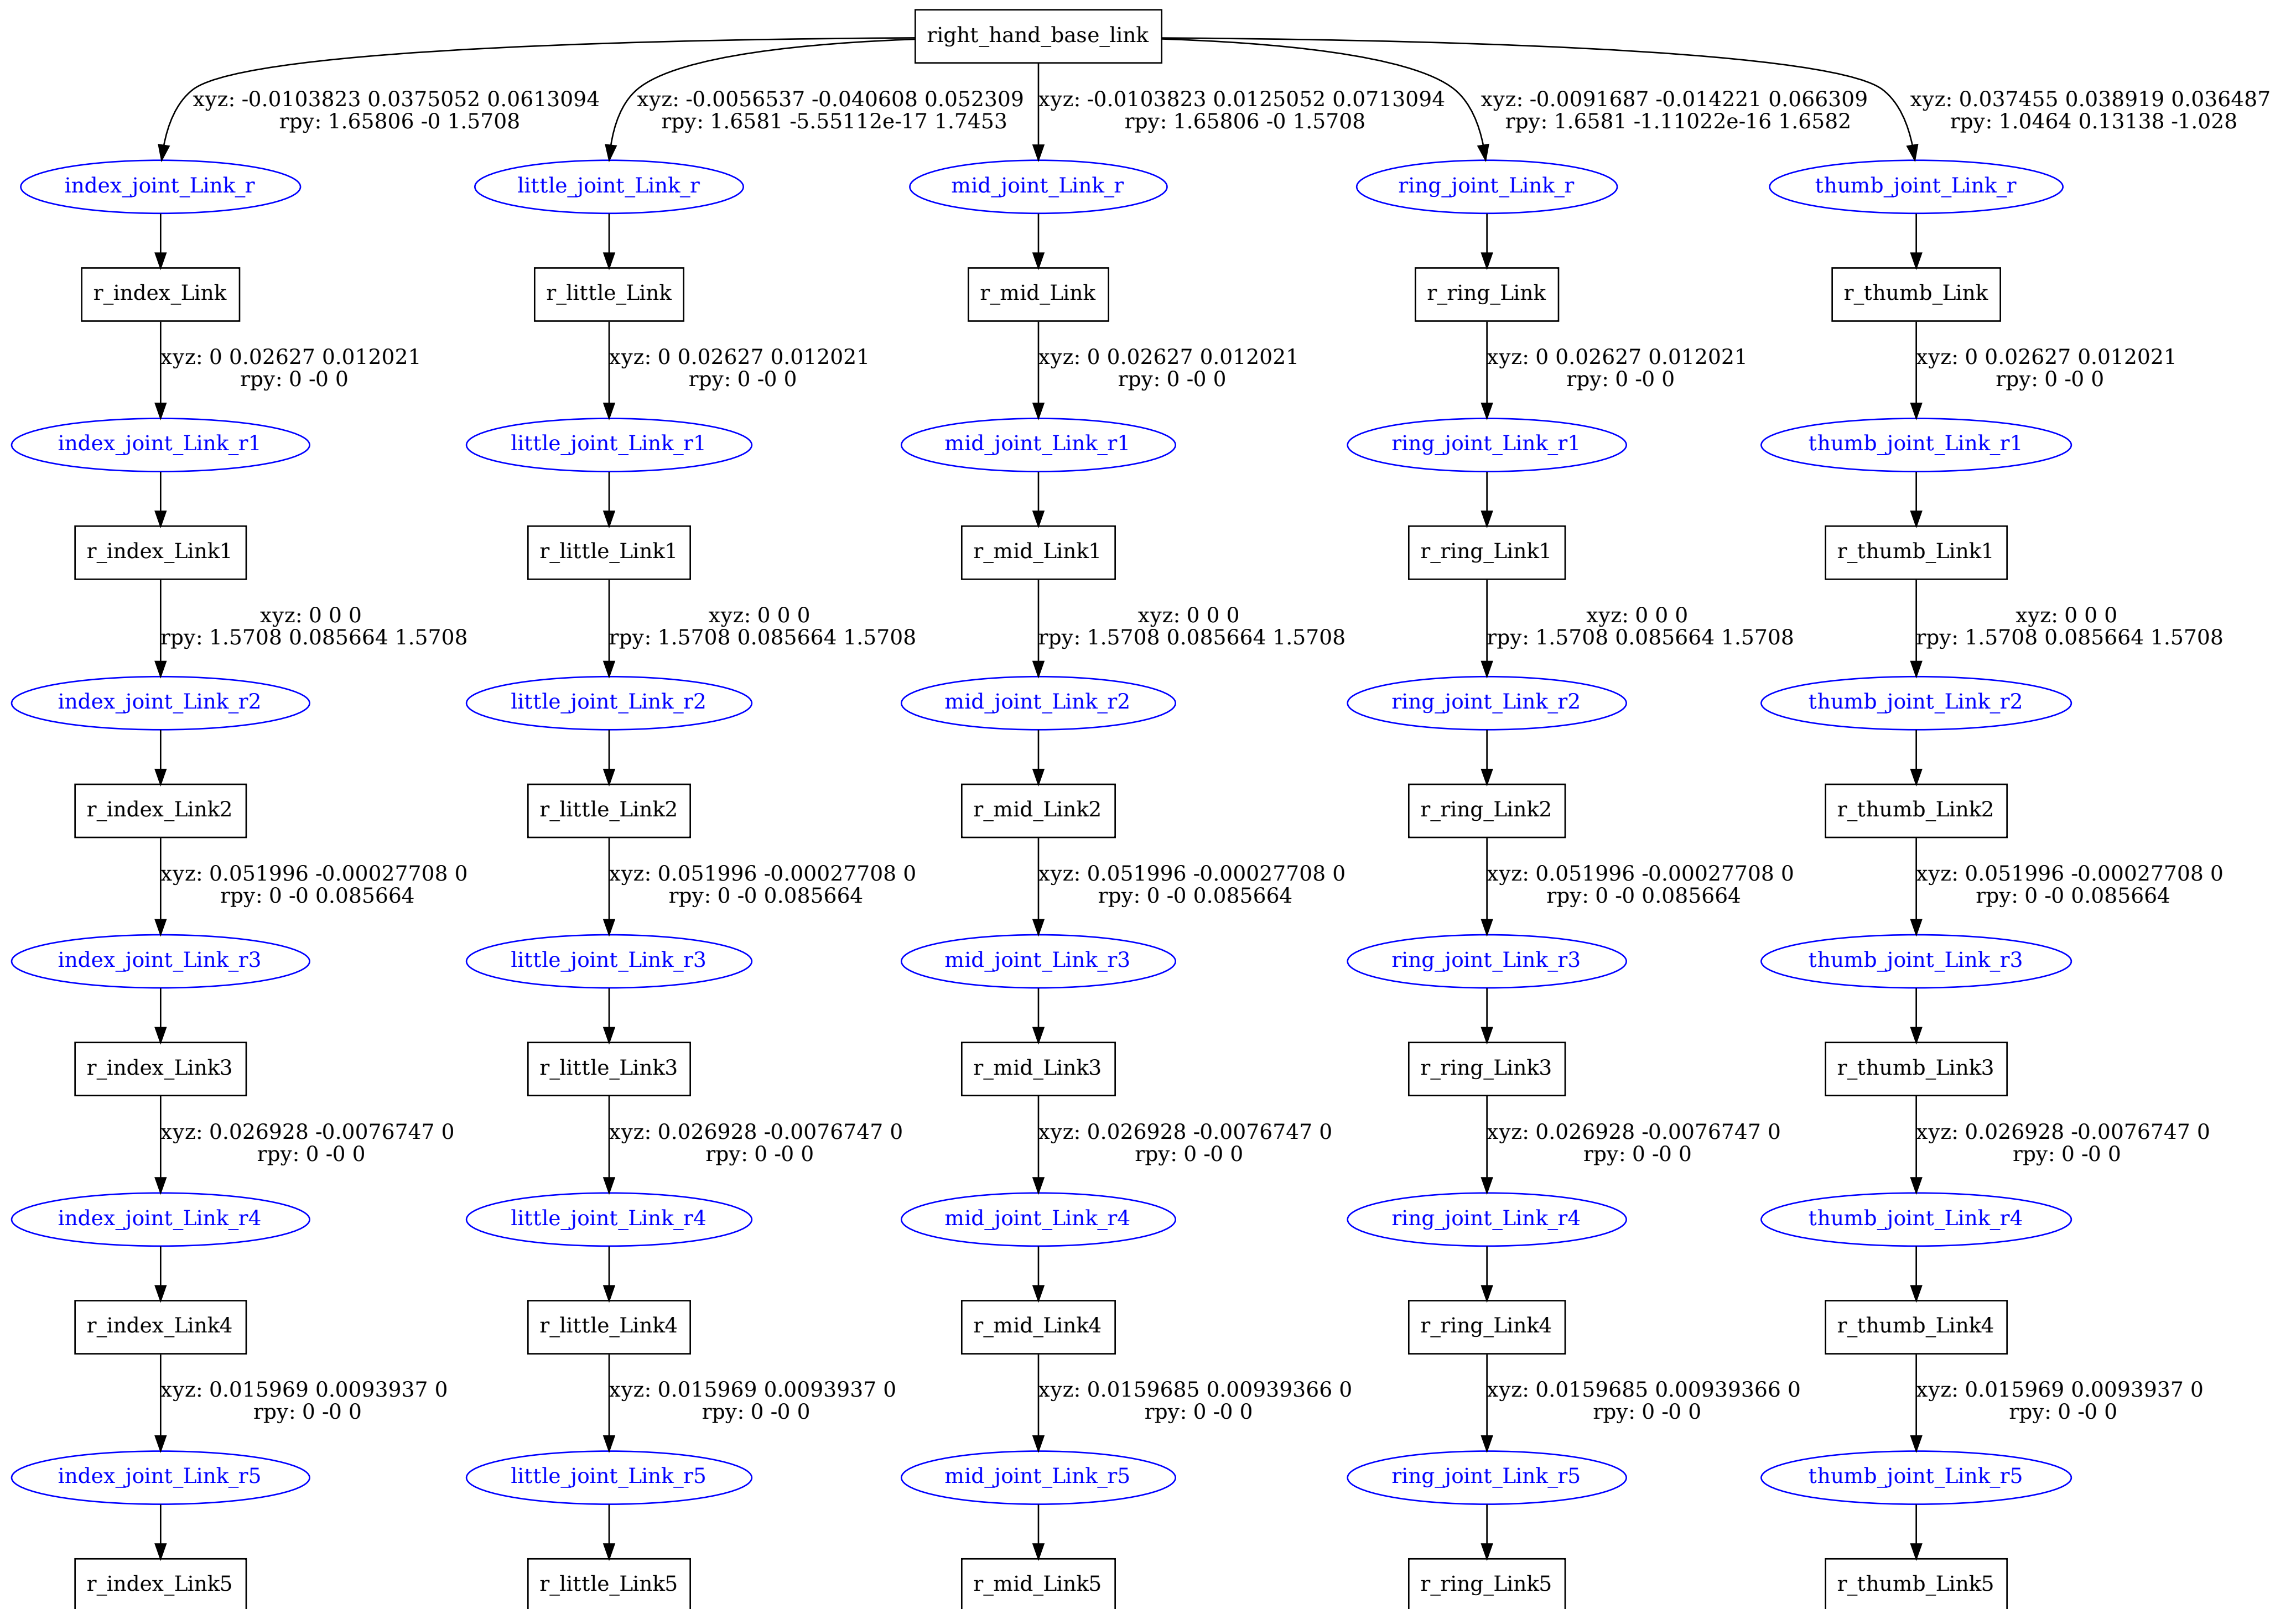 right_hand_base_link
xyz: -0.0103823 0.0375052 0.0613094
rpy: 1.65806 -0 1.5708
xyz: -0.0056537 -0.040608 0.052309
rpy: 1.6581 -5.55112e-17 1.7453
xyz: -0.0103823 0.0125052 0.0713094
rpy: 1.65806 -0 1.5708
xyz: -0.0091687 -0.014221 0.066309
rpy: 1.6581 -1.11022e-16 1.6582
xyz: 0.037455 0.038919 0.036487
rpy: 1.0464 0.13138 -1.028
index_joint_Link_r
little_joint_Link_r
mid_joint_Link_r
ring_joint_Link_r
thumb_joint_Link_r
r_index_Link
r_little_Link
r_mid_Link
r_ring_Link
r_thumb_Link
xyz: 0 0.02627 0.012021
rpy: 0 -0 0
xyz: 0 0.02627 0.012021
rpy: 0 -0 0
xyz: 0 0.02627 0.012021
rpy: 0 -0 0
xyz: 0 0.02627 0.012021
rpy: 0 -0 0
xyz: 0 0.02627 0.012021
rpy: 0 -0 0
index_joint_Link_r1
little_joint_Link_r1
mid_joint_Link_r1
ring_joint_Link_r1
thumb_joint_Link_r1
r_index_Link1
r_little_Link1
r_mid_Link1
r_ring_Link1
r_thumb_Link1
xyz: 0 0 0
rpy: 1.5708 0.085664 1.5708
xyz: 0 0 0
rpy: 1.5708 0.085664 1.5708
xyz: 0 0 0
rpy: 1.5708 0.085664 1.5708
xyz: 0 0 0
rpy: 1.5708 0.085664 1.5708
xyz: 0 0 0
rpy: 1.5708 0.085664 1.5708
index_joint_Link_r2
little_joint_Link_r2
mid_joint_Link_r2
ring_joint_Link_r2
thumb_joint_Link_r2
r_index_Link2
r_little_Link2
r_mid_Link2
r_ring_Link2
r_thumb_Link2
xyz: 0.051996 -0.00027708 0
rpy: 0 -0 0.085664
xyz: 0.051996 -0.00027708 0
rpy: 0 -0 0.085664
xyz: 0.051996 -0.00027708 0
rpy: 0 -0 0.085664
xyz: 0.051996 -0.00027708 0
rpy: 0 -0 0.085664
xyz: 0.051996 -0.00027708 0
rpy: 0 -0 0.085664
index_joint_Link_r3
little_joint_Link_r3
mid_joint_Link_r3
ring_joint_Link_r3
thumb_joint_Link_r3
r_index_Link3
r_little_Link3
r_mid_Link3
r_ring_Link3
r_thumb_Link3
xyz: 0.026928 -0.0076747 0
rpy: 0 -0 0
xyz: 0.026928 -0.0076747 0
rpy: 0 -0 0
xyz: 0.026928 -0.0076747 0
rpy: 0 -0 0
xyz: 0.026928 -0.0076747 0
rpy: 0 -0 0
xyz: 0.026928 -0.0076747 0
rpy: 0 -0 0
index_joint_Link_r4
little_joint_Link_r4
mid_joint_Link_r4
ring_joint_Link_r4
thumb_joint_Link_r4
r_index_Link4
r_little_Link4
r_mid_Link4
r_ring_Link4
r_thumb_Link4
xyz: 0.015969 0.0093937 0
rpy: 0 -0 0
xyz: 0.015969 0.0093937 0
rpy: 0 -0 0
xyz: 0.0159685 0.00939366 0
rpy: 0 -0 0
xyz: 0.0159685 0.00939366 0
rpy: 0 -0 0
xyz: 0.015969 0.0093937 0
rpy: 0 -0 0
index_joint_Link_r5
little_joint_Link_r5
mid_joint_Link_r5
ring_joint_Link_r5
thumb_joint_Link_r5
r_index_Link5
r_little_Link5
r_mid_Link5
r_ring_Link5
r_thumb_Link5